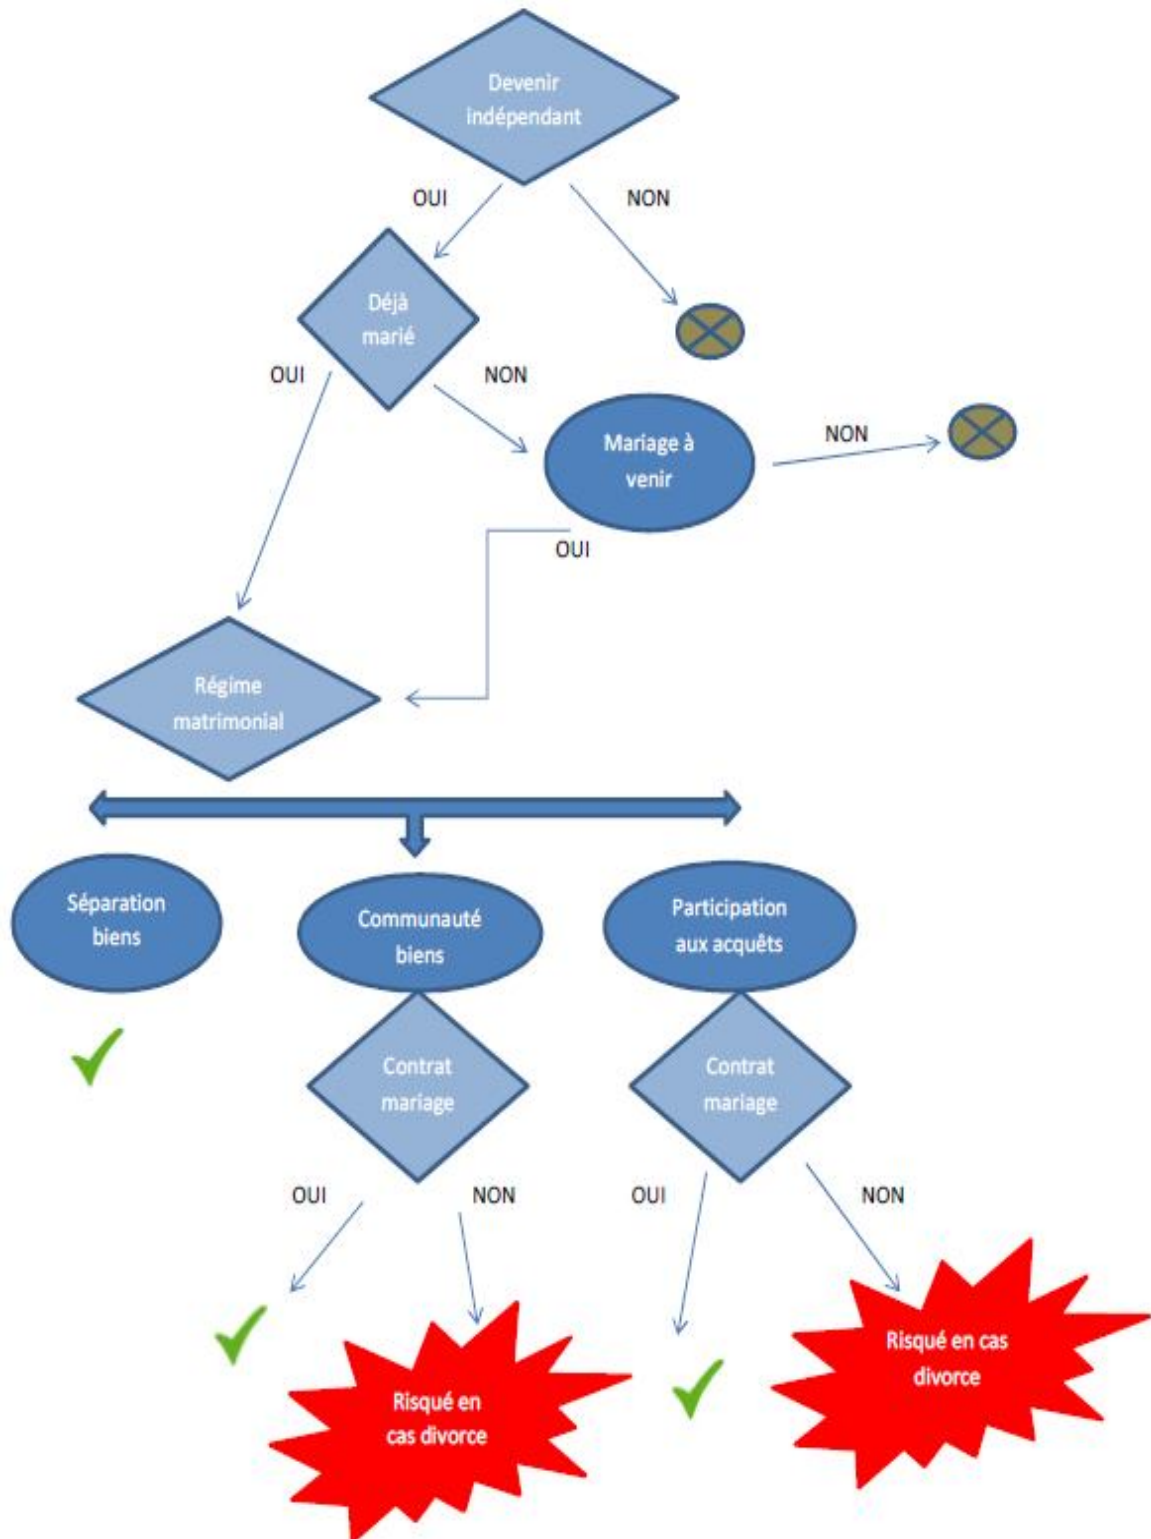 Devenir
indépendant
OUI
NON
Déjà
marié
OUI
NON
Mariage à
venir
NON
OUI
Régime
matrimonial
Séparation
biens
Communauté
biens
Participation
aux acquêts
Contrat
mariage
Contrat
mariage
OUI
NON
OUI
NON
Risqué en
cas divorce
Risqué en cas
divorce